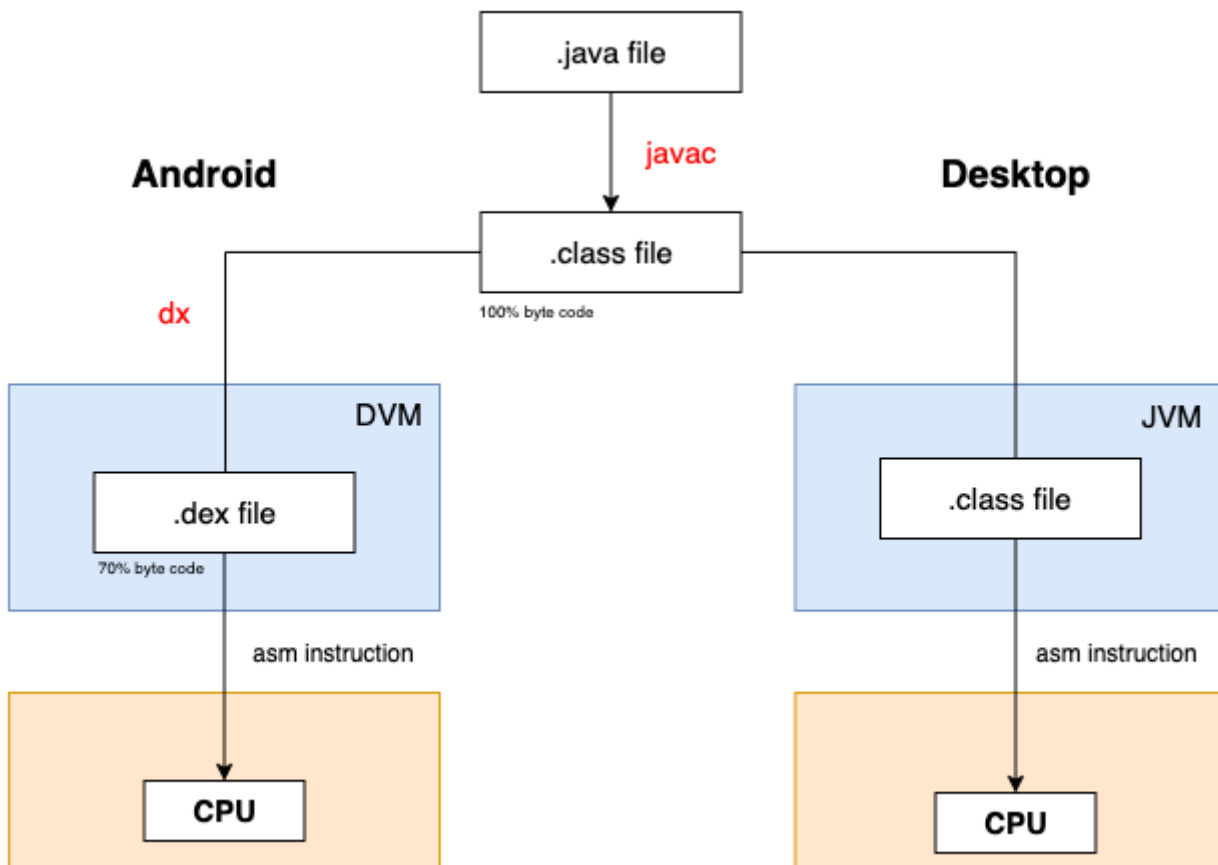 .java file
javac
Android
Desktop
.class file
100% byte code
dx
DVM
JVM
.dex file
70% byte code
.class file
asm instruction
asm instruction
CPU
CPU